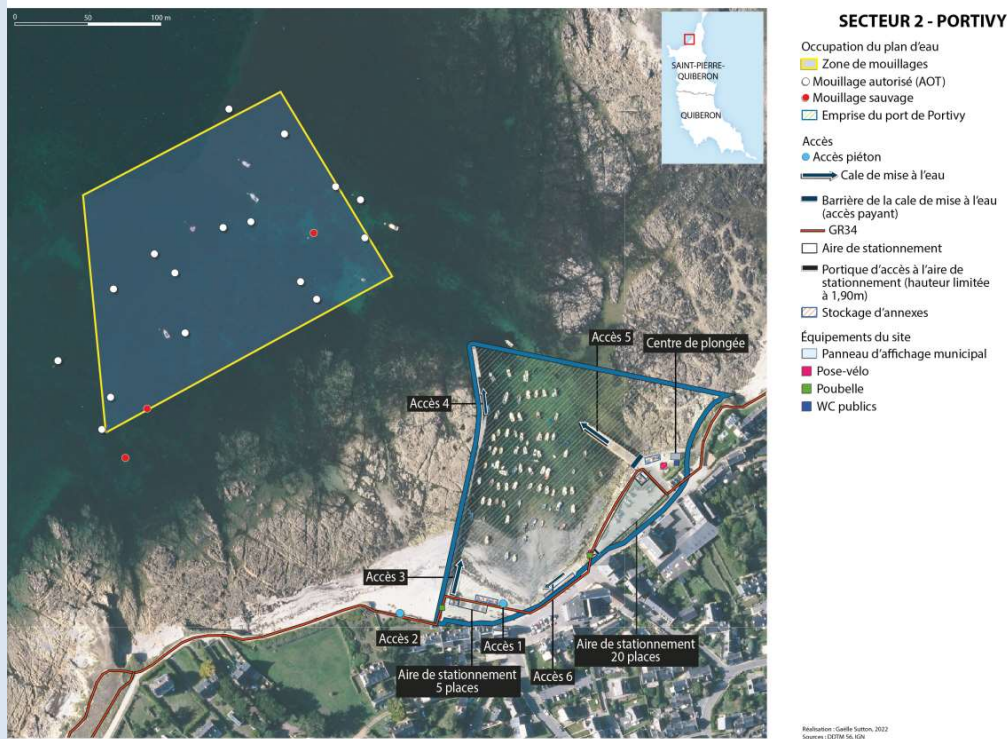 0 50 100 m
SAINT-PIERRE-
QUIBERON
QUIBERON
Accès 5
Centre de plongée
Accès 4
Accès 3
Accès 2
Accès 1
Aire de stationnement
5 places
Accès 6
Aire de stationnement
20 places
SECTEUR 2 - PORTIVY
Occupation du plan d'eau
Zone de mouillages
Mouillage autorisé (AOT)
Mouillage sauvage
Emprise du port de Portivy
Accès
Accès piéton
Cale de mise à l'eau
Barrière de la cale de mise à l'eau
(accès payant)
GR34
Aire de stationnement
Portique d'accès à l'aire de
stationnement (hauteur limitée
à 1,90m)
Stockage d'annexes
Équipements du site
Panneau d'affichage municipal
Pose-vélo
Poubelle
WC publics
Réalisation : Gaëlle Sutton, 2022
Sources : DDTM 56, IGN